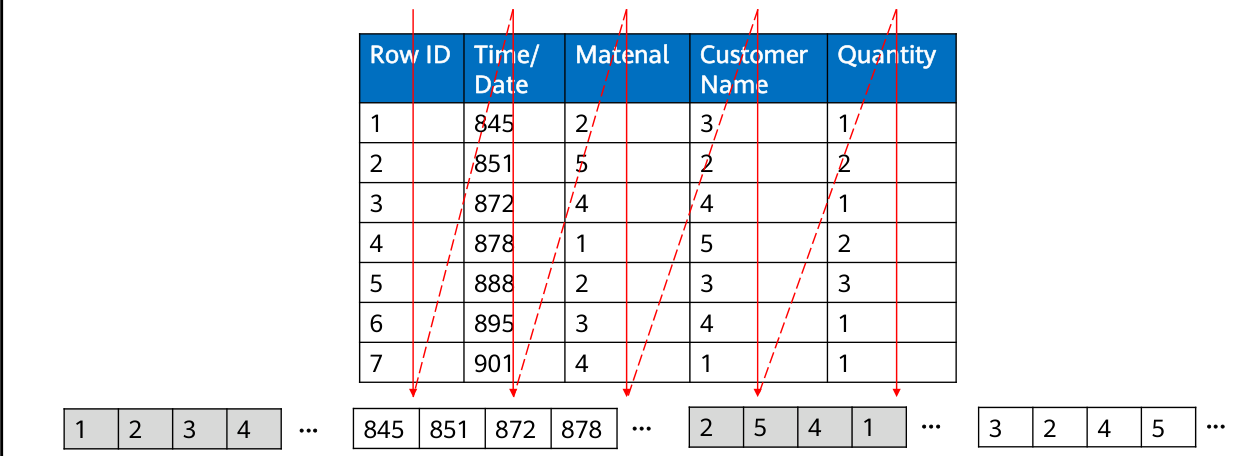 Row ID Time/ Matenal Customer Quantity
Date Name
1 845 2 3 1
2 851 5 2 2
3 872 4 4 1
4 878 1 5 2
5 888 2 3 3
6 895 3 4 1
7 901 4 1 1
1 2 3 4 ... 845 851 872 878 ... 2 5 4 1 ... 3 2 4 5 ...